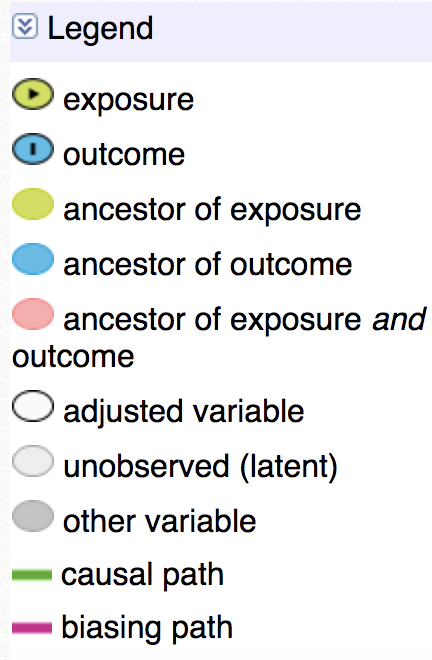 Legend
exposure
outcome
ancestor of exposure
ancestor of outcome
ancestor of exposure and
outcome
adjusted variable
unobserved (latent)
other variable
causal path
biasing path